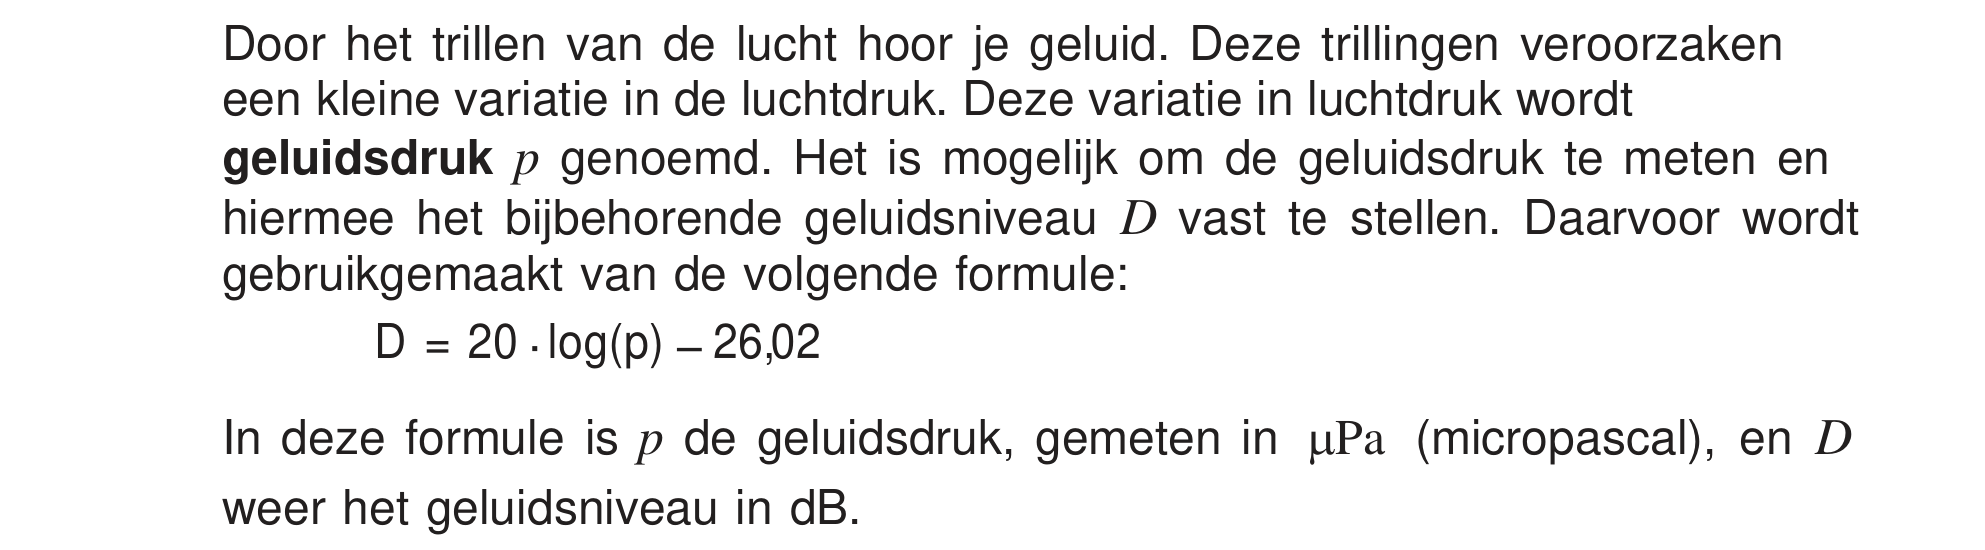 Door het trillen van de lucht hoor je geluid. Deze trillingen veroorzaken
een kleine variatie in de luchtdruk. Deze variatie in luchtdruk wordt
geluidsdruk p genoemd. Het is mogelijk om de geluidsdruk te meten en
hiermee het bijbehorende geluidsniveau D vast te stellen. Daarvoor wordt
gebruikgemaakt van de volgende formule:
D = 20 · log(p) – 26,02
In deze formule is p de geluidsdruk, gemeten in μPa (micropascal), en D
weer het geluidsniveau in dB.